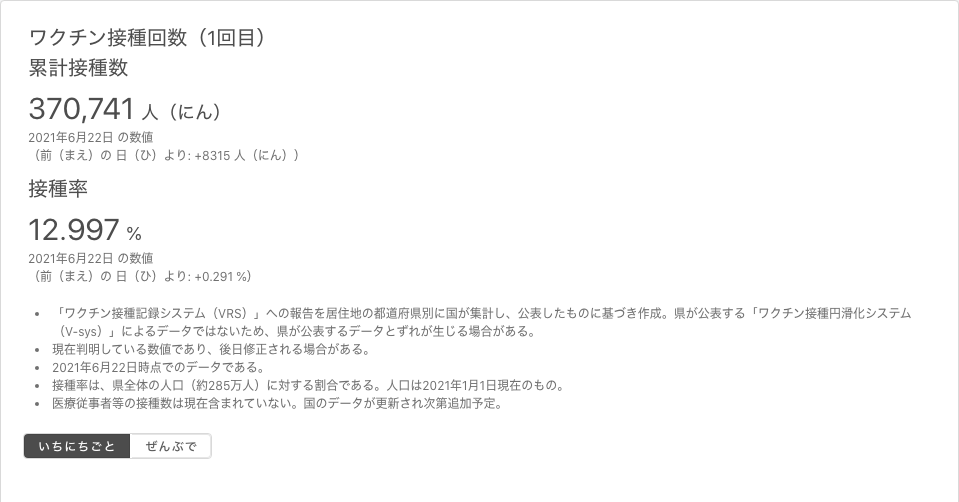 ワクチン接種回数（1回目）
累計接種数
370,741 人（にん）
2021年6月22日 の数値
（前（まえ）の 日（ひ）より: +8315 人（にん））
接種率
12.997 %
2021年6月22日 の数値
（前（まえ）の 日（ひ）より: +0.291 %）
• 「ワクチン接種記録システム（VRS）」への報告を居住地の都道府県別に国が集計し、公表したものに基づき作成。県が公表する「ワクチン接種円滑化システム
（V-sys）」によるデータではないため、県が公表するデータとずれが生じる場合がある。
• 現在判明している数値であり、後日修正される場合がある。
• 2021年6月22日時点でのデータである。
• 接種率は、県全体の人口（約285万人）に対する割合である。人口は2021年1月1日現在のもの。
• 医療従事者等の接種数は現在含まれていない。国のデータが更新され次第追加予定。
いちにちごと ぜんぶで